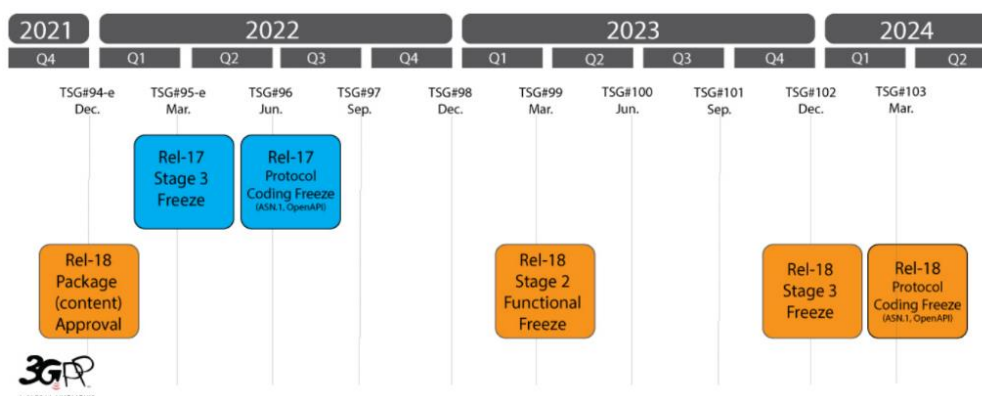 2021 2022 2023 2024
Q4 Q1 Q2 Q3 Q4 Q1 Q2 Q3 Q4 Q1 Q2
TSG#94-e TSG#95-e TSG#96 TSG#97 TSG#98 TSG#99 TSG#100 TSG#101 TSG#102 TSG#103
Dec. Mar. Jun. Sep. Dec. Mar. Jun. Sep. Dec. Mar.
Rel-17
Stage 3
Freeze
Rel-17
Protocol
Coding Freeze
(ASN.1, OpenAPI)
Rel-18
Package
(content)
Approval
Rel-18
Stage 2
Functional
Freeze
Rel-18
Stage 3
Freeze
Rel-18
Protocol
Coding Freeze
(ASN.1, OpenAPI)
3GPP